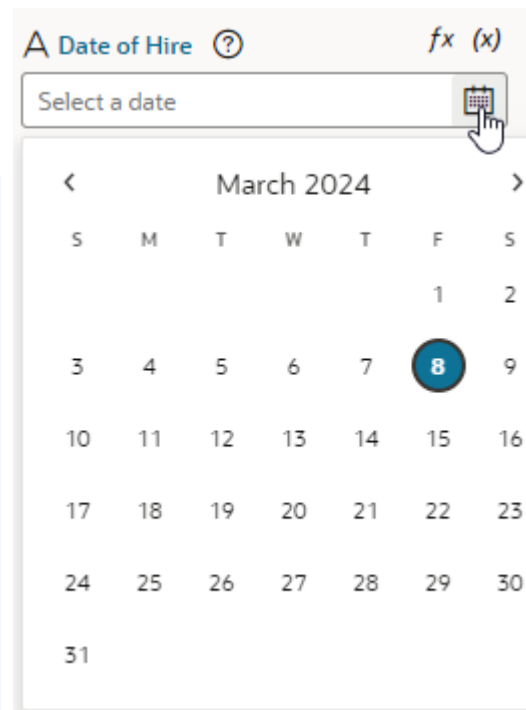 A Date of Hire ? fx (x)
Select a date
< March 2024 >
S M T W T F S
1 2
3 4 5 6 7 8 9
10 11 12 13 14 15 16
17 18 19 20 21 22 23
24 25 26 27 28 29 30
31